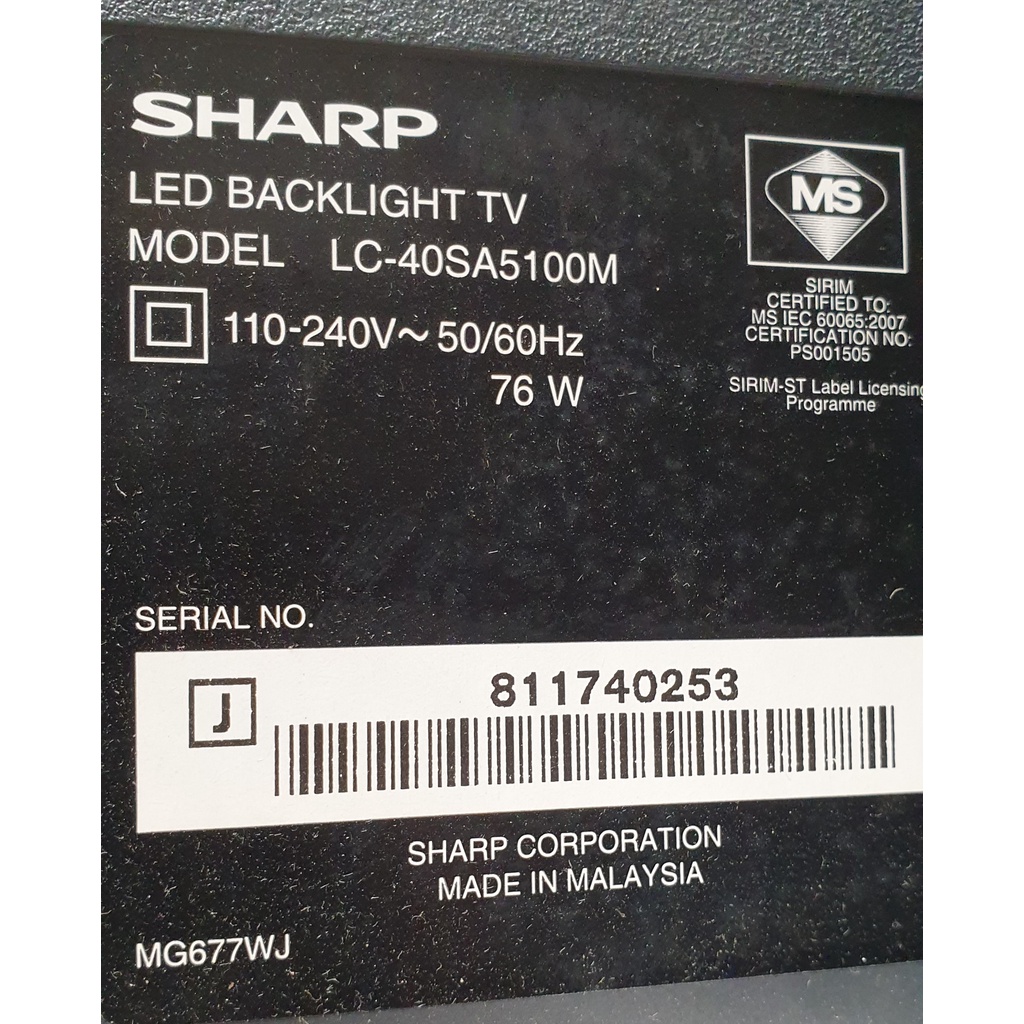 SHARP
LED BACKLIGHT TV
MODEL LC-40SA5100M
110-240V~ 50/60Hz
76 W
MS
SIRIM
CERTIFIED TO:
MS IEC 60065:2007
CERTIFICATION NO:
PS001505
SIRIM-ST Label Licensing
Programme
SERIAL NO.
J
811740253
SHARP CORPORATION
MADE IN MALAYSIA
MG677WJ